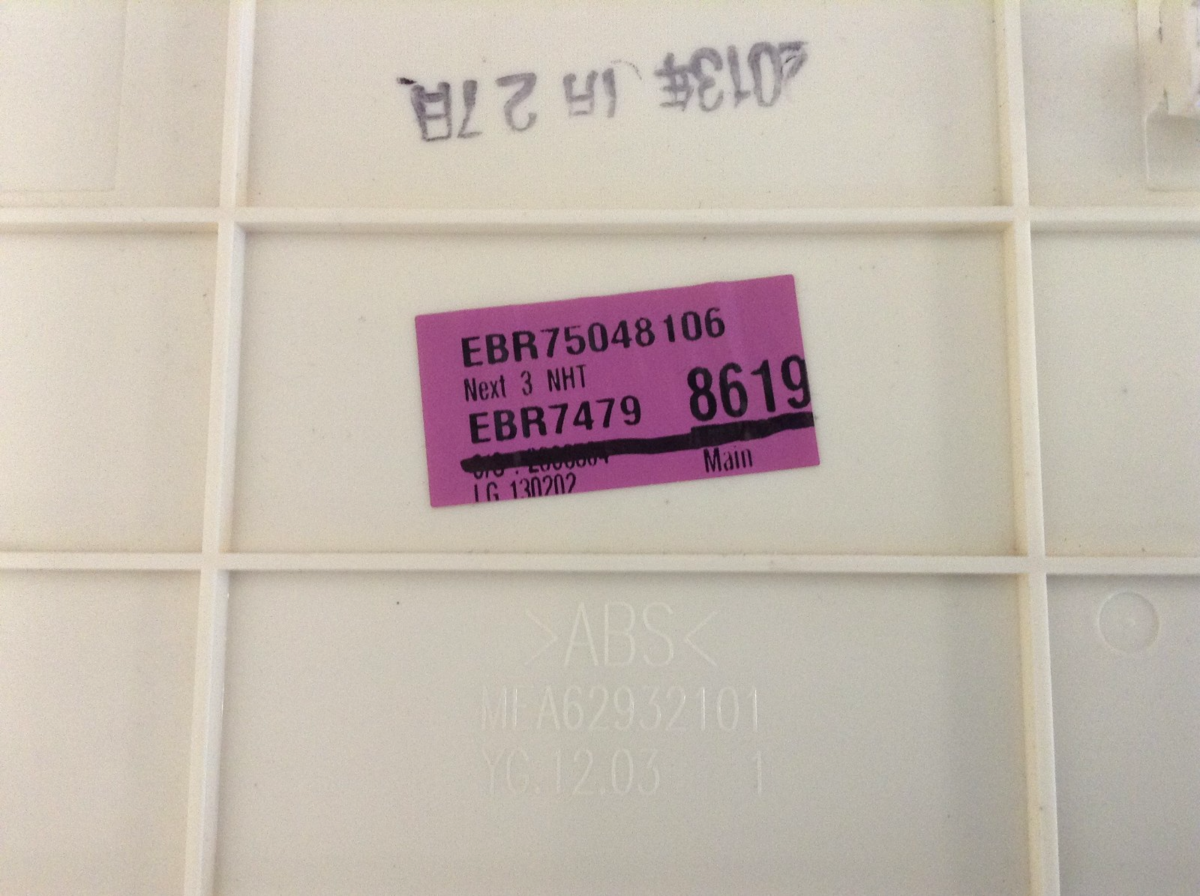 2013年 1月 27日
EBR75048106
Next 3 NHT
EBR7479 8619
Main
LG 130202
>ABS<
MEA62932101
YG.12.03 1